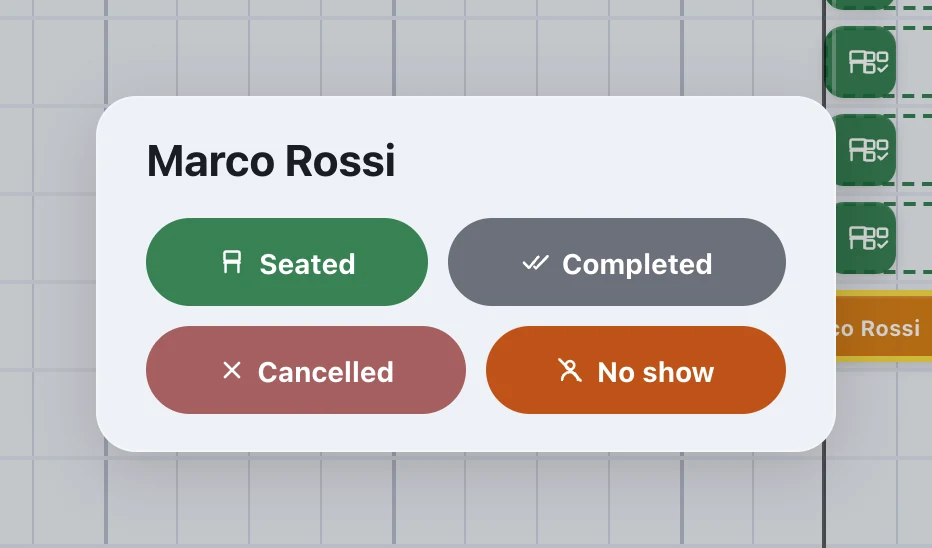 Marco Rossi
Seated
Completed
Cancelled
No show
co Rossi